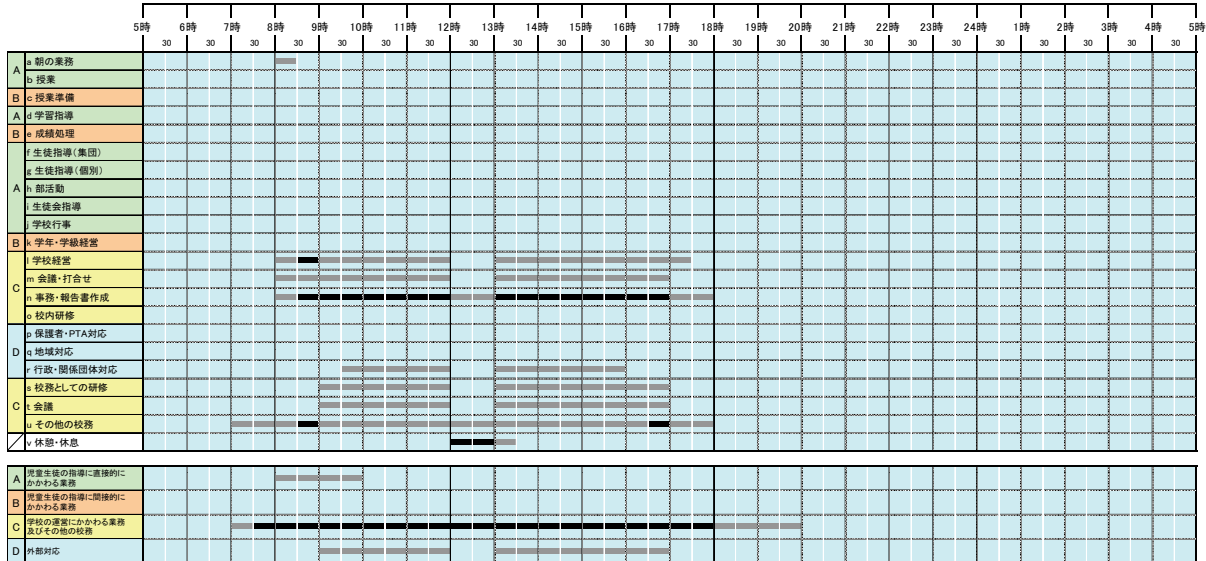 5時 6時 7時 8時 9時 10時 11時 12時 13時 14時 15時 16時 17時 18時 19時 20時 21時 22時 23時 24時 1時 2時 3時 4時 5時
30 30 30 30 30 30 30 30 30 30 30 30 30 30 30 30 30 30 30 30 30 30 30 30
A
a 朝の業務
b 授業
B c 授業準備
A d 学習指導
B e 成績処理
A
f 生徒指導(集団)
g 生徒指導(個別)
h 部活動
i 生徒会指導
j 学校行事
B k 学年・学級経営
C
l 学校経営
m 会議・打合せ
n 事務・報告書作成
o 校内研修
D
p 保護者・PTA対応
q 地域対応
r 行政・関係団体対応
C
s 校務としての研修
t 会議
u その他の校務
v 休憩・休息
A 児童生徒の指導に直接的に
かかわる業務
B 児童生徒の指導に間接的に
かかわる業務
C 学校の運営にかかわる業務
及びその他の校務
D 外部対応